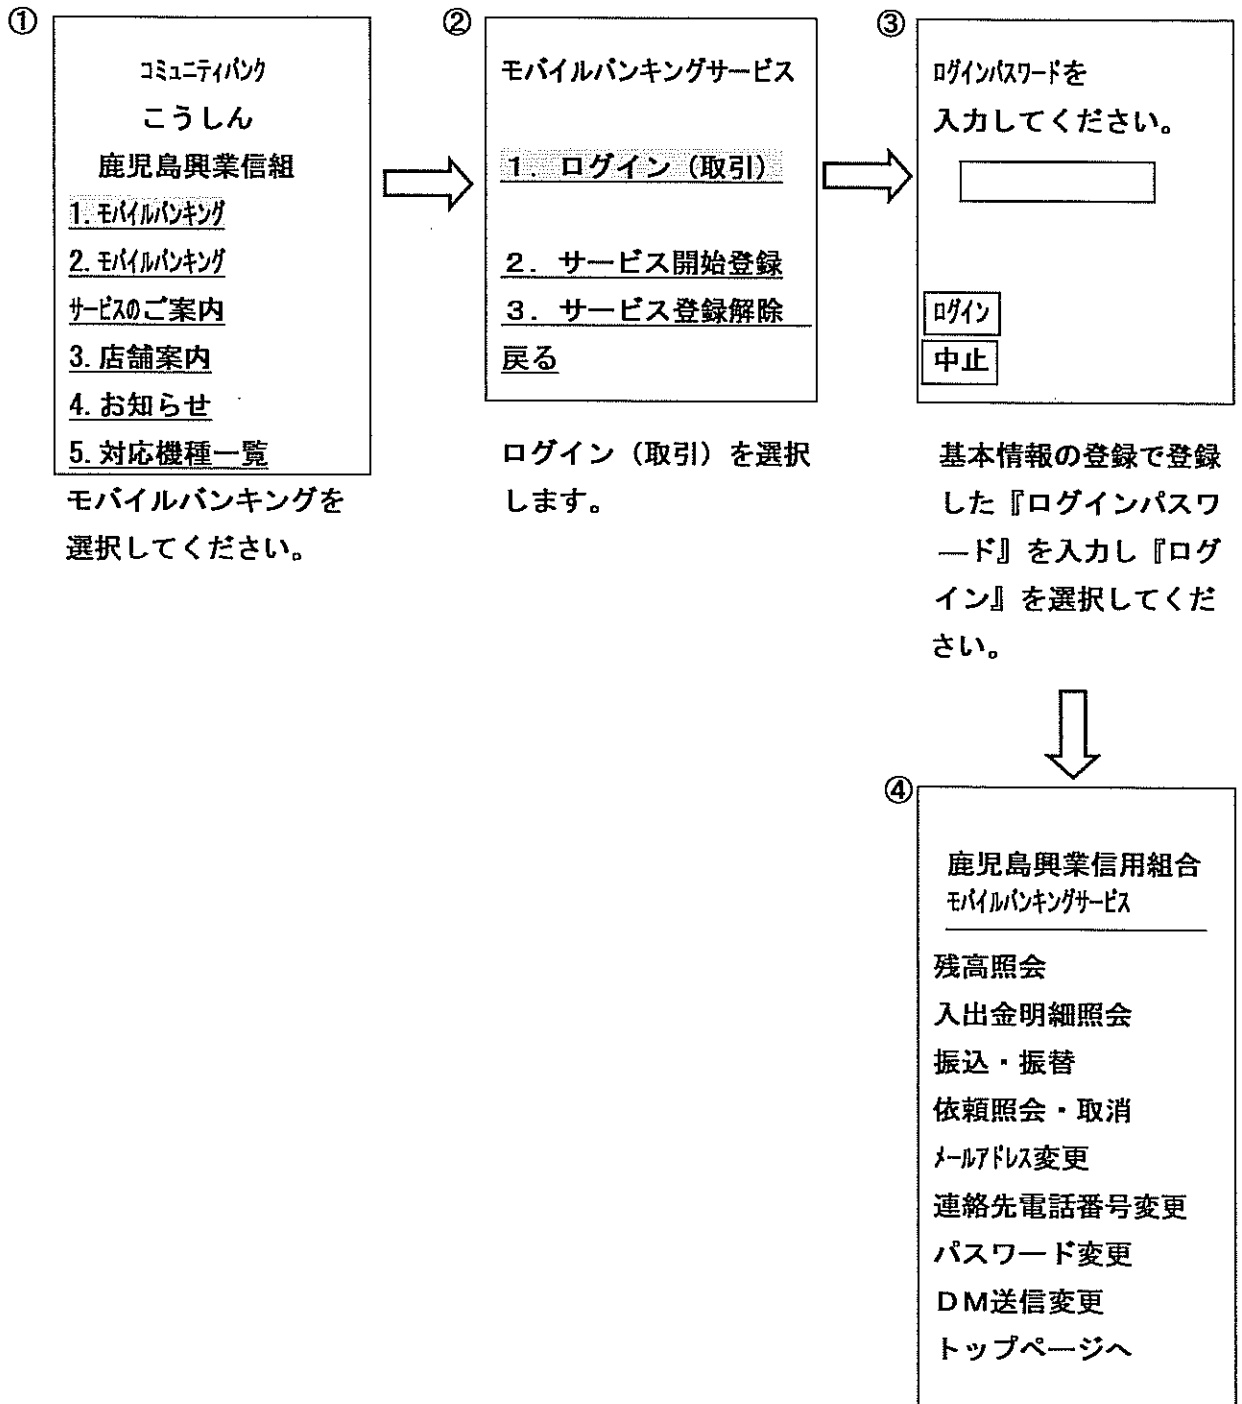 ①
コミュニティバンク
こうしん
鹿児島興業信組
1. モバイルバンキング
2. モバイルバンキング
サービスのご案内
3. 店舗案内
4. お知らせ
5. 対応機種一覧
モバイルバンキングを
選択してください。
②
モバイルバンキングサービス
1. ログイン（取引）
2. サービス開始登録
3. サービス登録解除
戻る
ログイン（取引）を選択
します。
③
ログインパスワードを
入力してください。
ログイン
中止
基本情報の登録で登録
した『ログインパスワ
―ド』を入力し『ログ
イン』を選択してくだ
さい。
④
鹿児島興業信用組合
モバイルバンキングサービス
残高照会
入出金明細照会
振込・振替
依頼照会・取消
メールアドレス変更
連絡先電話番号変更
パスワード変更
ＤＭ送信変更
トップページへ